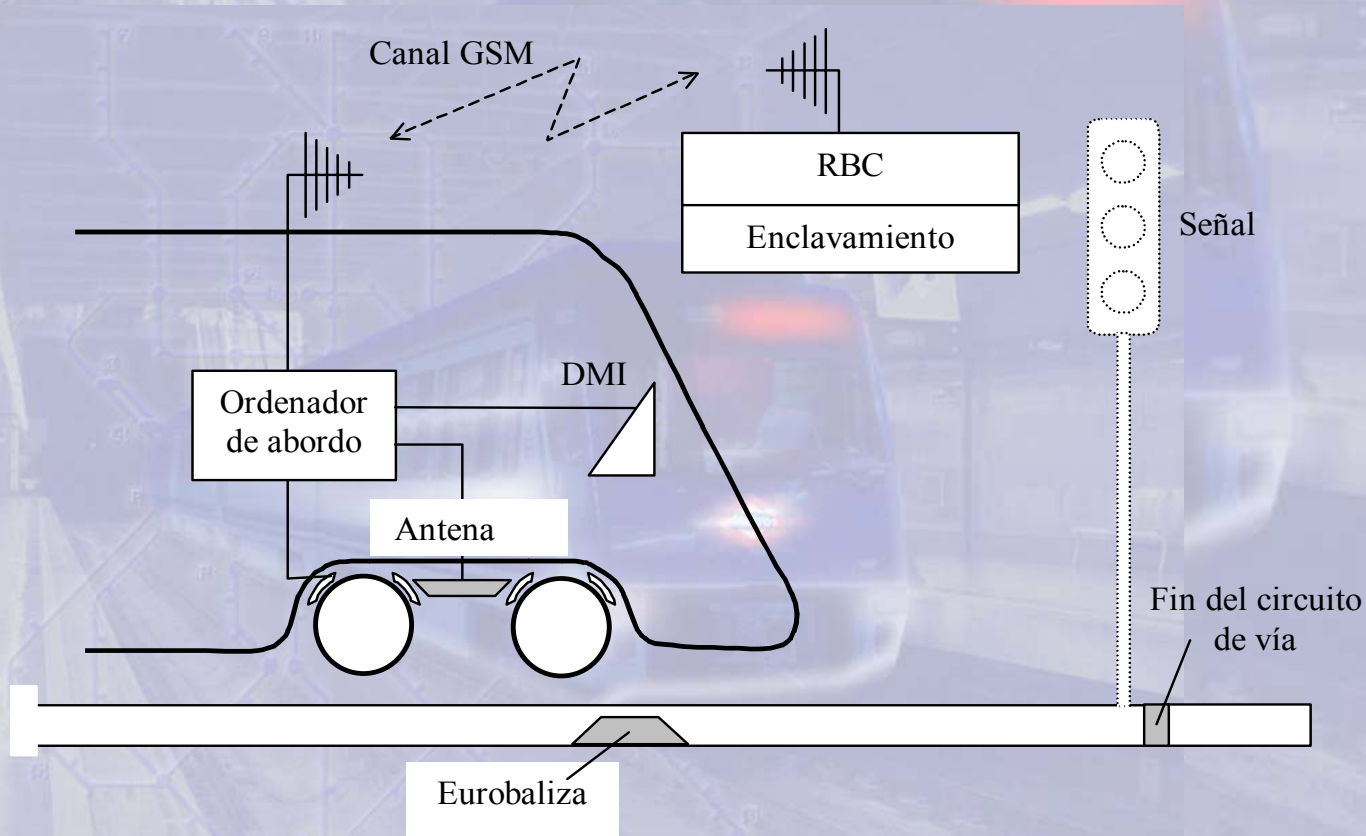 Canal GSM
RBC
Enclavamiento
Señal
DMI
Ordenador
de abordo
Antena
Fin del circuito
de vía
Eurobaliza